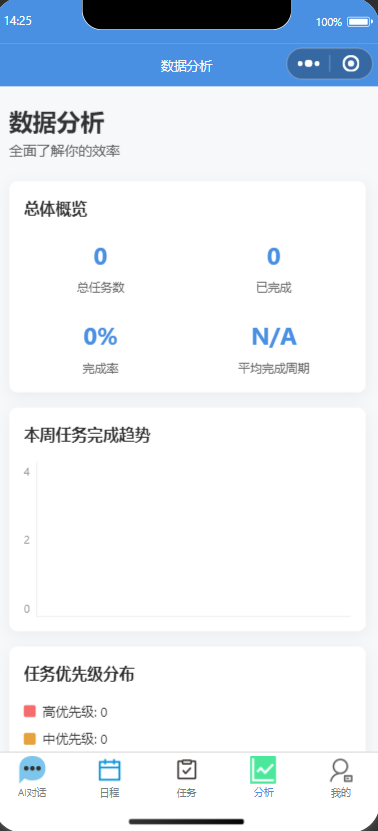 14:25
100%
数据分析
数据分析
全面了解你的效率
总体概览
0
0
总任务数
已完成
0%
N/A
完成率
平均完成周期
本周任务完成趋势
4
2
0
任务优先级分布
高优先级: 0
中优先级: 0
AI对话
日程
任务
分析
我的